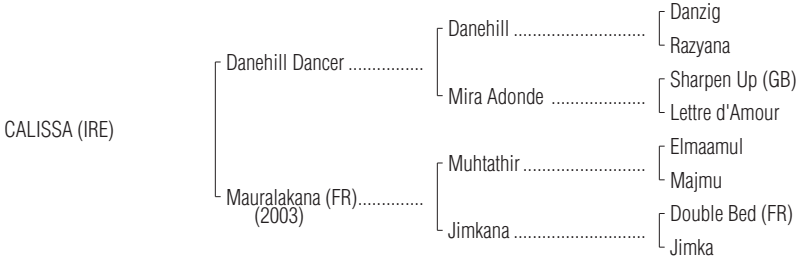 Danzig
Danehill ............................
Razyana
Danehill Dancer ................
Sharpen Up (GB)
Mira Adonde ....................
Lettre d'Amour
CALISSA (IRE)
Elmaamul
Muhtathir ..........................
Majmu
Mauralakana (FR)..............
(2003)
Double Bed (FR)
Jimkana ............................
Jimka